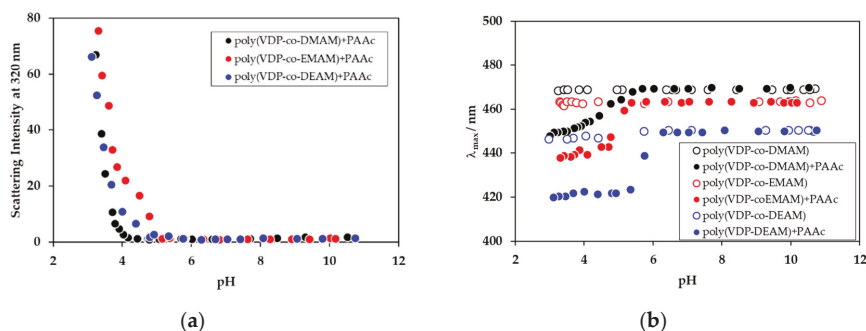 80
60
40
20
0
2 4 6 8 10 12
Scattering Intensity at 320 nm
pH
poly(VDP-co-DMAM)+PAAc
poly(VDP-co-EMAM)+PAAc
poly(VDP-co-DEAM)+PAAc
(a)
500
480
460
440
420
400
2 4 6 8 10 12
λmax/ nm
pH
poly(VDP-co-DMAM)
poly(VDP-co-DMAM)+PAAc
poly(VDP-co-EMAM)
poly(VDP-coEMAM)+PAAc
poly(VDP-co-DEAM)
poly(VDP-DEAM)+PAAc
(b)